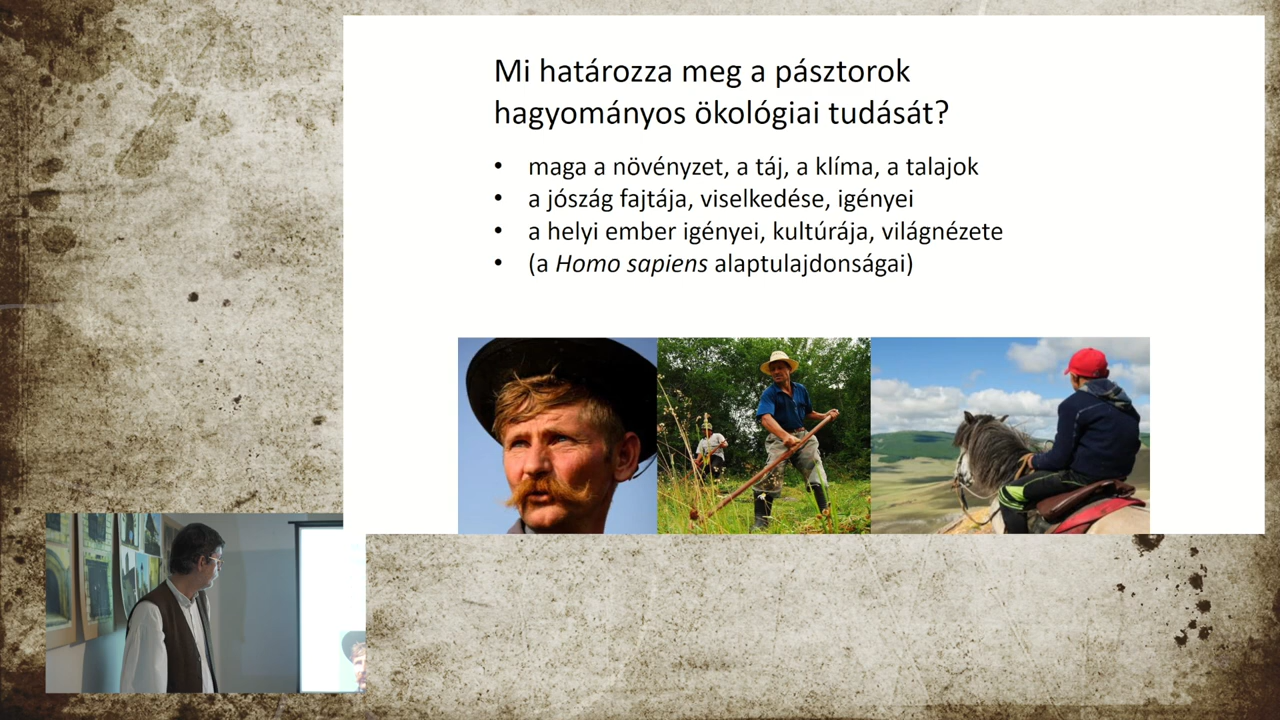 Mi határozza meg a pásztorok
hagyományos ökológiai tudását?
• maga a növényzet, a táj, a klíma, a talajok
• a jószág fajtája, viselkedése, igényei
• a helyi ember igényei, kultúrája, világnézete
• (a Homo sapiens alaptulajdonságai)